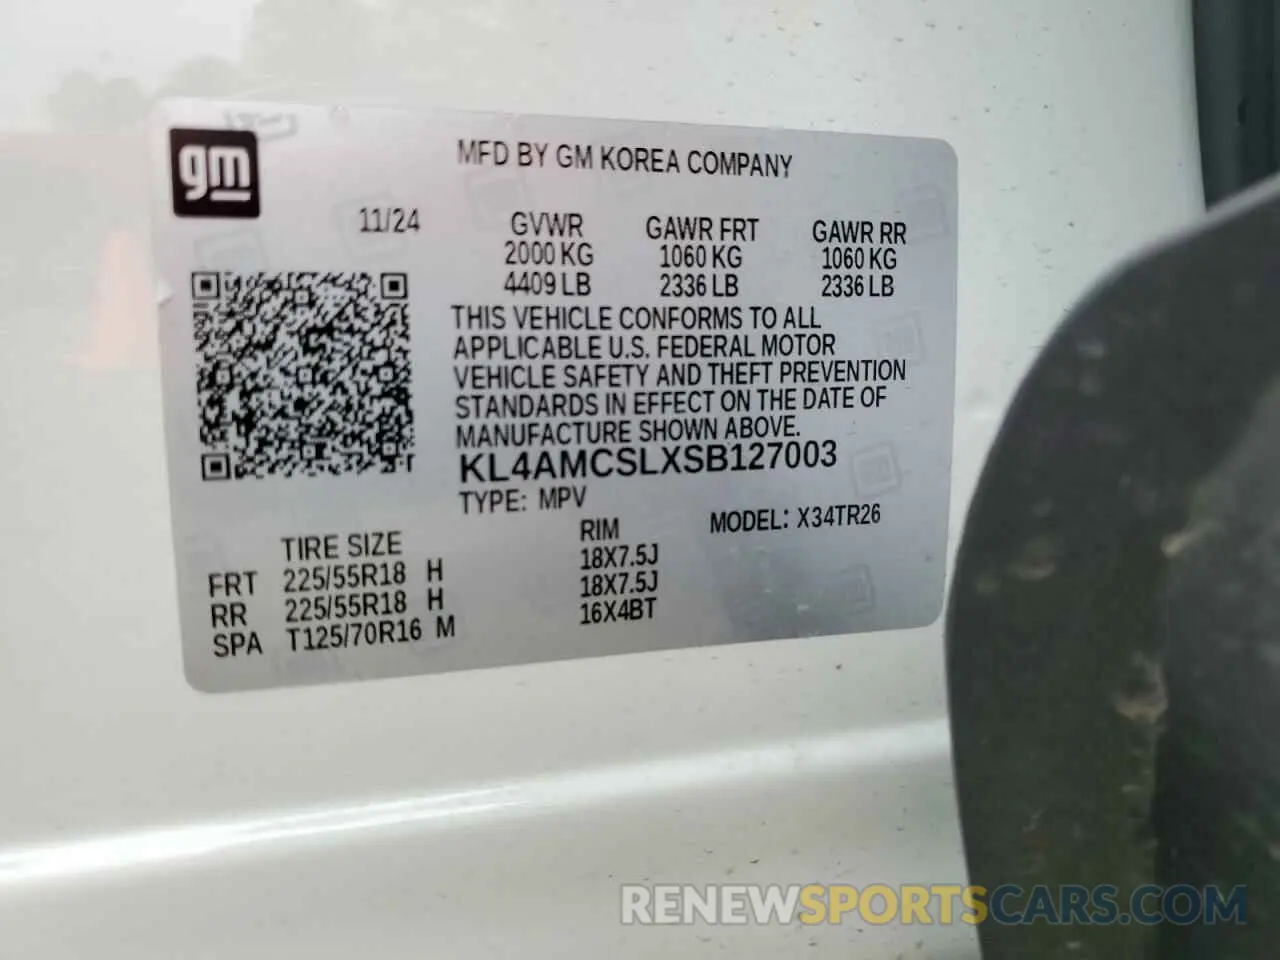 gm
MFD BY GM KOREA COMPANY
11/24
GVWR GAWR FRT GAWR RR
2000 KG 1060 KG 1060 KG
4409 LB 2336 LB 2336 LB
THIS VEHICLE CONFORMS TO ALL
APPLICABLE U.S. FEDERAL MOTOR
VEHICLE SAFETY AND THEFT PREVENTION
STANDARDS IN EFFECT ON THE DATE OF
MANUFACTURE SHOWN ABOVE.
KL4AMCSLXSB127003
TYPE: MPV
MODEL: X34TR26
TIRE SIZE RIM
FRT 225/55R18 H 18X7.5J
RR 225/55R18 H 18X7.5J
SPA T125/70R16 M 16X4BT
RENEWSPORTSCARS.COM